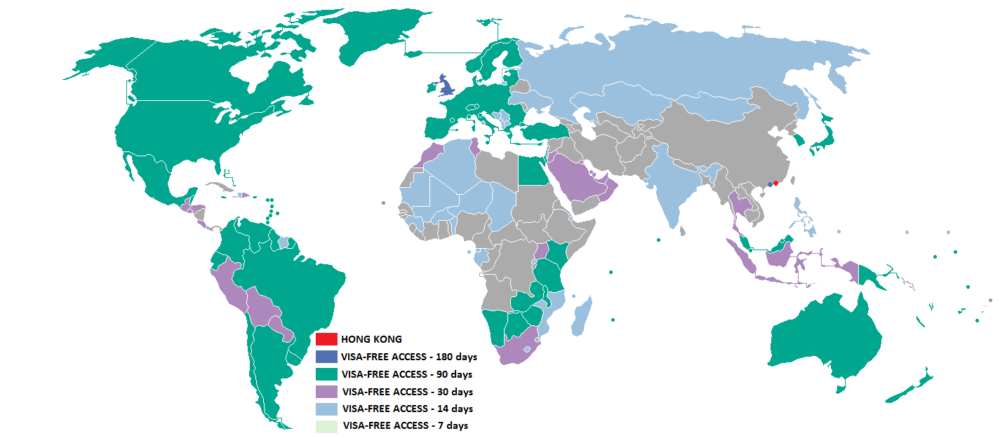 HONG KONG
VISA-FREE ACCESS - 180 days
VISA-FREE ACCESS - 90 days
VISA-FREE ACCESS - 30 days
VISA-FREE ACCESS - 14 days
VISA-FREE ACCESS - 7 days